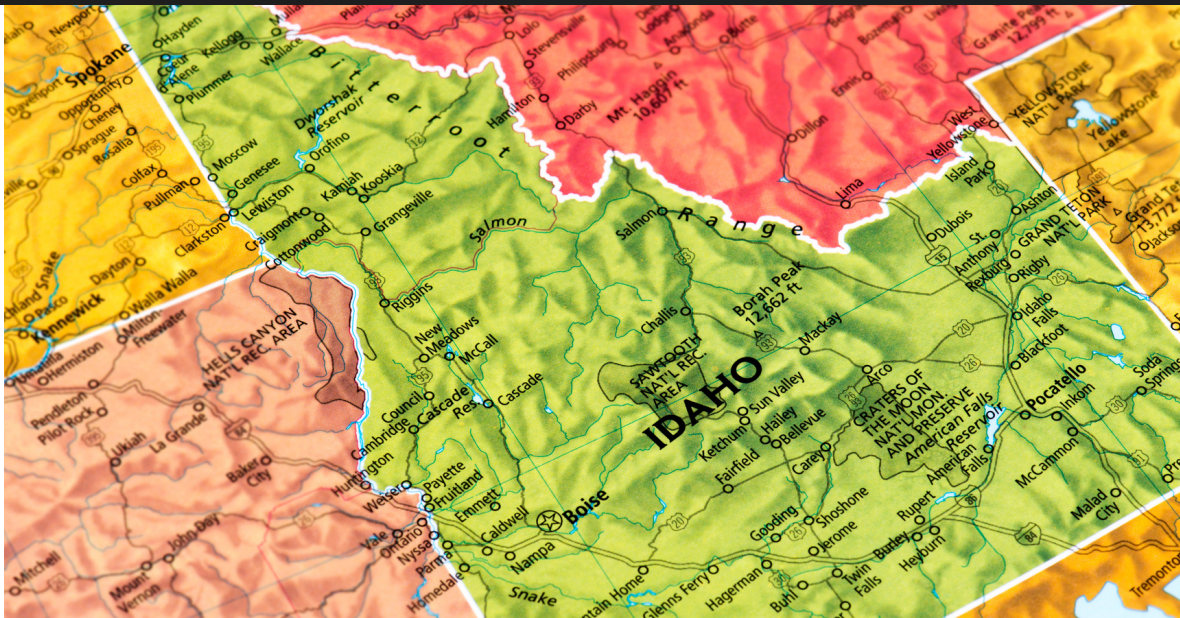 Newport
Hayden
Kellogg
Wallace
Coeur
d'Alene
Plummer
Spokane
Davenport
Opportunity
Cheney
Sprague
Rosalia
Colfax
Pullman
Moscow
Genesee
Lewiston
Clarkston
Craigmont
Cottonwood
Dayton
Walla Walla
Milton-
Freewater
Pasco
Kennewick
Hermiston
Pendleton
Pilot Rock
Ukiah
La Grande
Baker
City
Huntington
John Day
Mount
Vernon
Mitchell
Vale
Ontario
Nyssa
HELLS CANYON
NAT'L REC. AREA
Bitterroot
Range
Dworshak
Reservoir
Orofino
Kamiah
Kooskia
Grangeville
Salmon
Riggins
New
Meadows
McCall
Council
Cascade
Res.
Cascade
Cambridge
Weiser
Payette
Fruitland
Emmett
Caldwell
Nampa
Boise
Parma
Homedale
Snake
Lolo
Stevensville
Philipsburg
Anaconda
Butte
Bozeman
Hamilton
Darby
Mt. Haggin
10,607 ft
Ennis
Dillon
Lima
Granite Peak
12,799 ft
West
Yellowstone
YELLOWSTONE
NAT'L PARK
Yellowstone
Lake
Island
Park
Ashton
GRAND TETON
NAT'L
PARK
Grand Te
13,772
Jackson
Dubois
St.
Anthony
Rexburg
Rigby
Idaho
Falls
Blackfoot
Salmon
Challis
Borah Peak
12,662 ft
Mackay
SAWTOOTH
NAT'L REC.
AREA
IDAHO
Sun Valley
Ketchum
Hailey
Bellevue
Fairfield
Carey
Arco
CRATERS OF
THE MOON
NAT'L MON.
AND PRESERVE
American Falls
Reservoir
American
Falls
Pocatello
Inkom
Soda
Springs
McCammon
Malad
City
Rupert
Burley
Heyburn
Gooding
Shoshone
Jerome
Twin
Falls
Buhl
Hagerman
Glenns Ferry
ntain Home
Tremonton